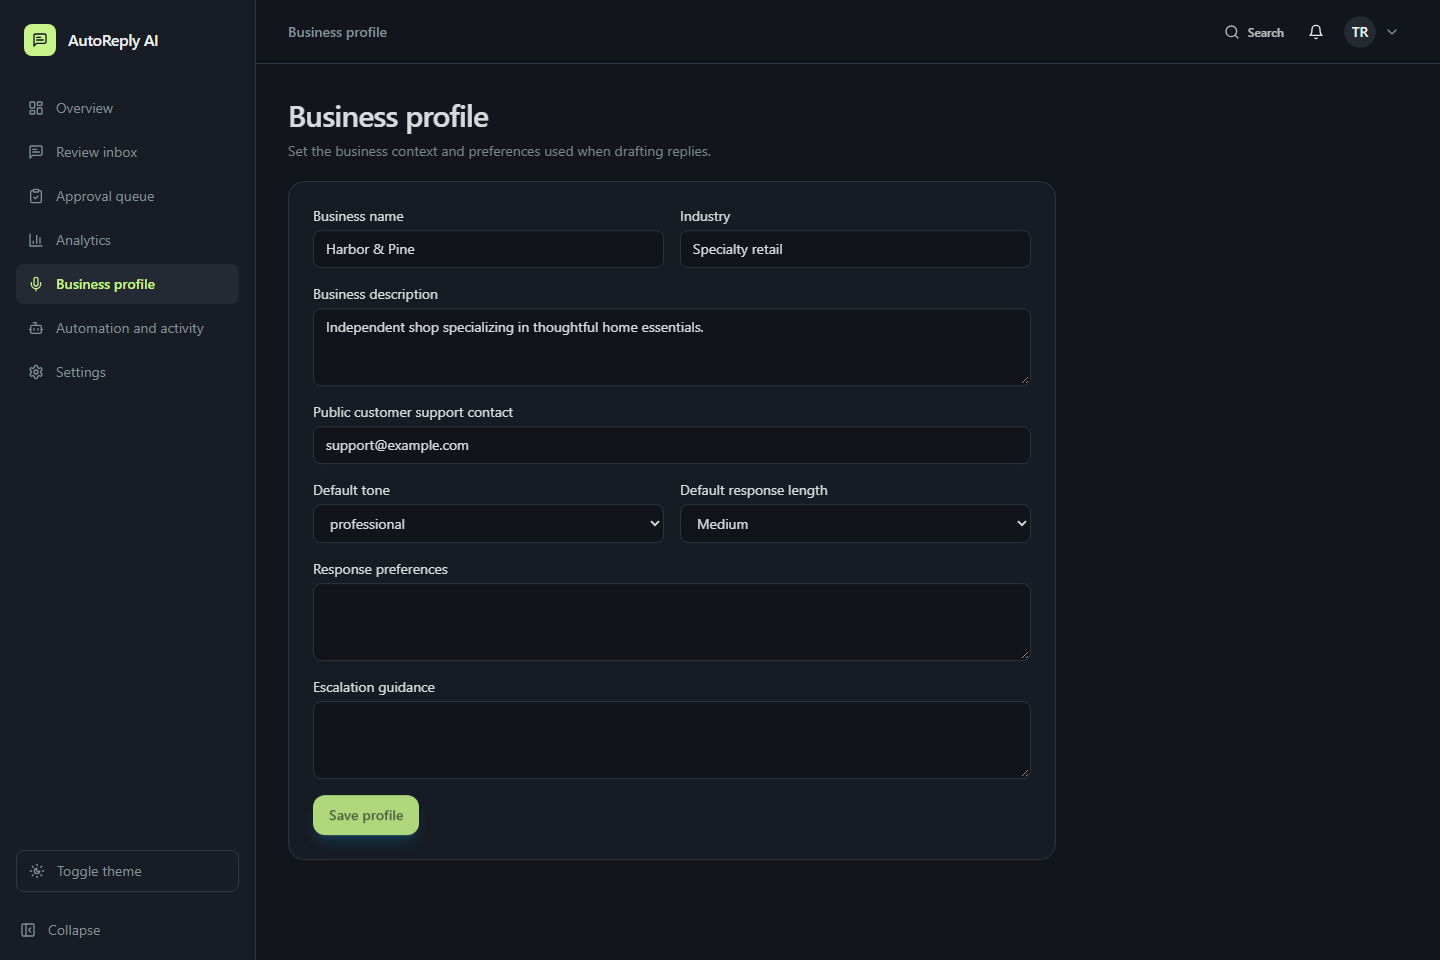 AutoReply AI
Business profile
Search
TR
Overview
Review inbox
Approval queue
Analytics
Business profile
Automation and activity
Settings
Toggle theme
Collapse
Business profile
Set the business context and preferences used when drafting replies.
Business name
Industry
Harbor & Pine
Specialty retail
Business description
Independent shop specializing in thoughtful home essentials.
Public customer support contact
support@example.com
Default tone
Default response length
professional
Medium
Response preferences
Escalation guidance
Save profile